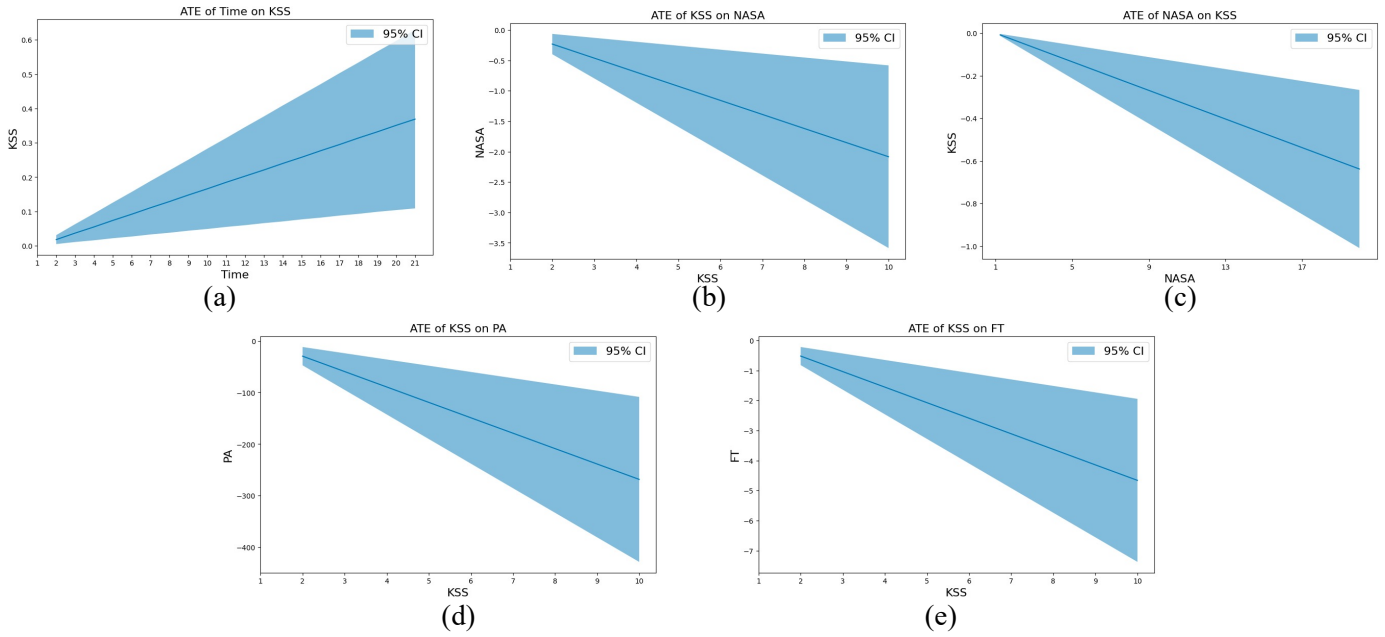 ATE of Time on KSS
95% CI
KSS
0.6
0.5
0.4
0.3
0.2
0.1
0.0
1 2 3 4 5 6 7 8 9 10 11 12 13 14 15 16 17 18 19 20 21
Time
(a)
ATE of KSS on NASA
95% CI
NASA
0.0
−0.5
−1.0
−1.5
−2.0
−2.5
−3.0
−3.5
1 2 3 4 5 6 7 8 9 10
KSS
(b)
ATE of NASA on KSS
95% CI
KSS
0.0
−0.2
−0.4
−0.6
−0.8
−1.0
1 5 9 13 17
NASA
(c)
ATE of KSS on PA
95% CI
PA
0
−100
−200
−300
−400
1 2 3 4 5 6 7 8 9 10
KSS
(d)
ATE of KSS on FT
95% CI
FT
0
−1
−2
−3
−4
−5
−6
−7
1 2 3 4 5 6 7 8 9 10
KSS
(e)